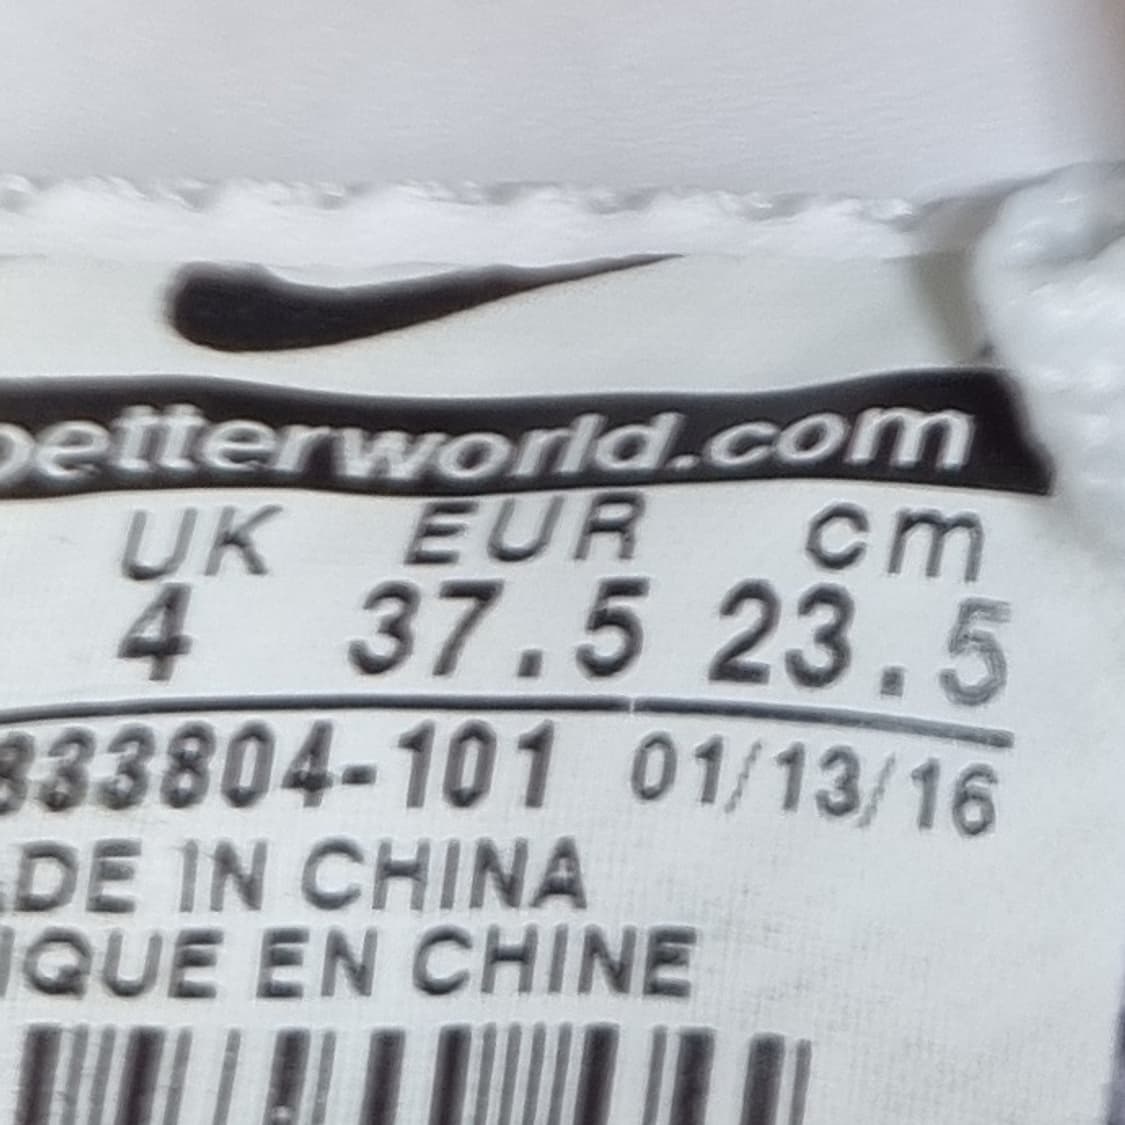 betterworld.com
UK EUR cm
4 37.5 23.5
833804-101 01/13/16
ADE IN CHINA
IQUE EN CHINE